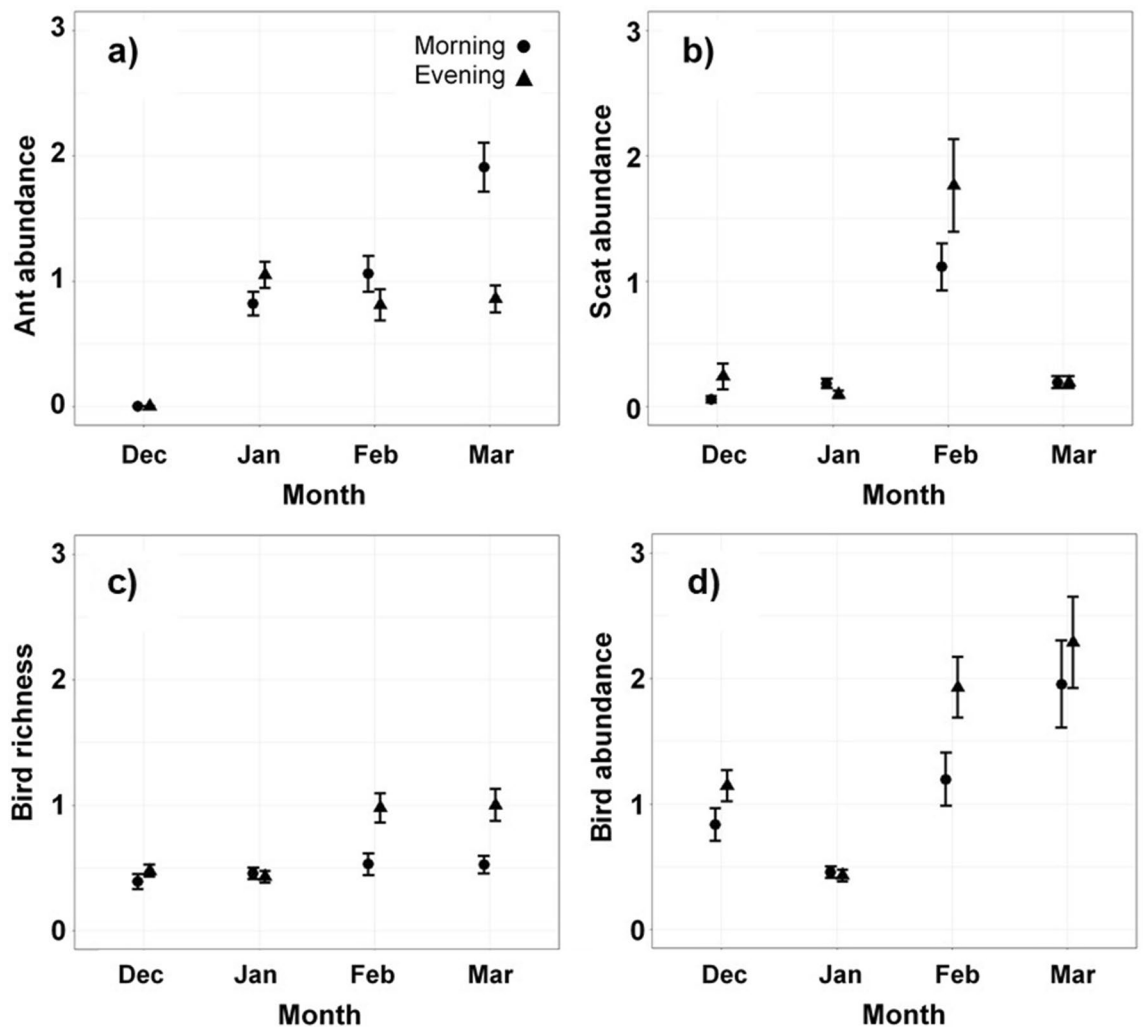 a)
Morning
Evening
3
2
1
0
Ant abundance
Dec Jan Feb Mar
Month
b)
3
2
1
0
Scat abundance
Dec Jan Feb Mar
Month
c)
3
2
1
0
Bird richness
Dec Jan Feb Mar
Month
d)
3
2
1
0
Bird abundance
Dec Jan Feb Mar
Month